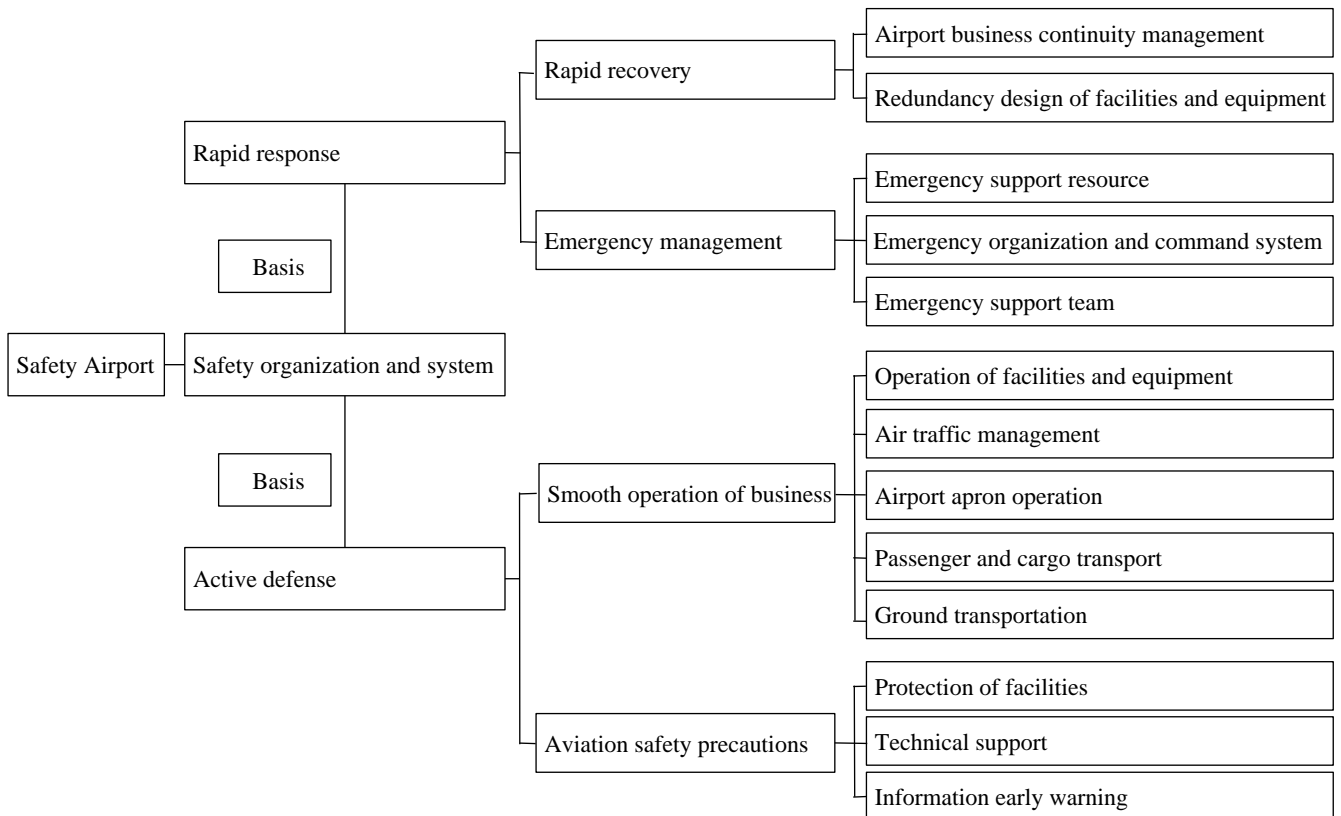 Airport business continuity management
Rapid recovery
Redundancy design of facilities and equipment
Rapid response
Emergency support resource
Emergency management
Emergency organization and command system
Basis
Emergency support team
Safety Airport
Safety organization and system
Operation of facilities and equipment
Air traffic management
Basis
Smooth operation of business
Airport apron operation
Passenger and cargo transport
Active defense
Ground transportation
Protection of facilities
Aviation safety precautions
Technical support
Information early warning